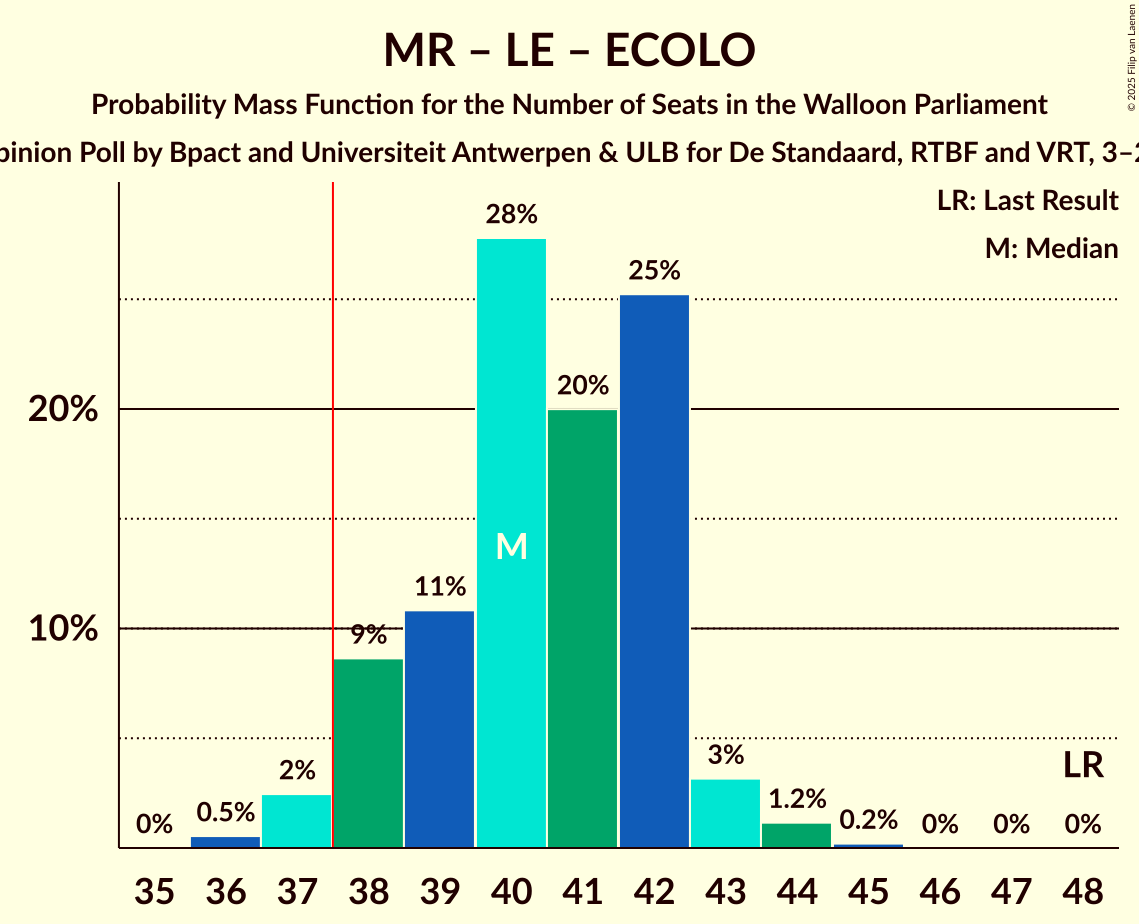 MR – LE – ECOLO
Probability Mass Function for the Number of Seats in the Walloon Parliament
pinion Poll by Bpact and Universiteit Antwerpen & ULB for De Standaard, RTBF and VRT, 3–2
© 2025 Filip van Laenen
LR: Last Result
M: Median
28%
25%
20%
20%
M
11%
10%
9%
3%
LR
2%
1.2%
0.5%
0.2%
0%
0%
0%
0%
35 36 37 38 39 40 41 42 43 44 45 46 47 48